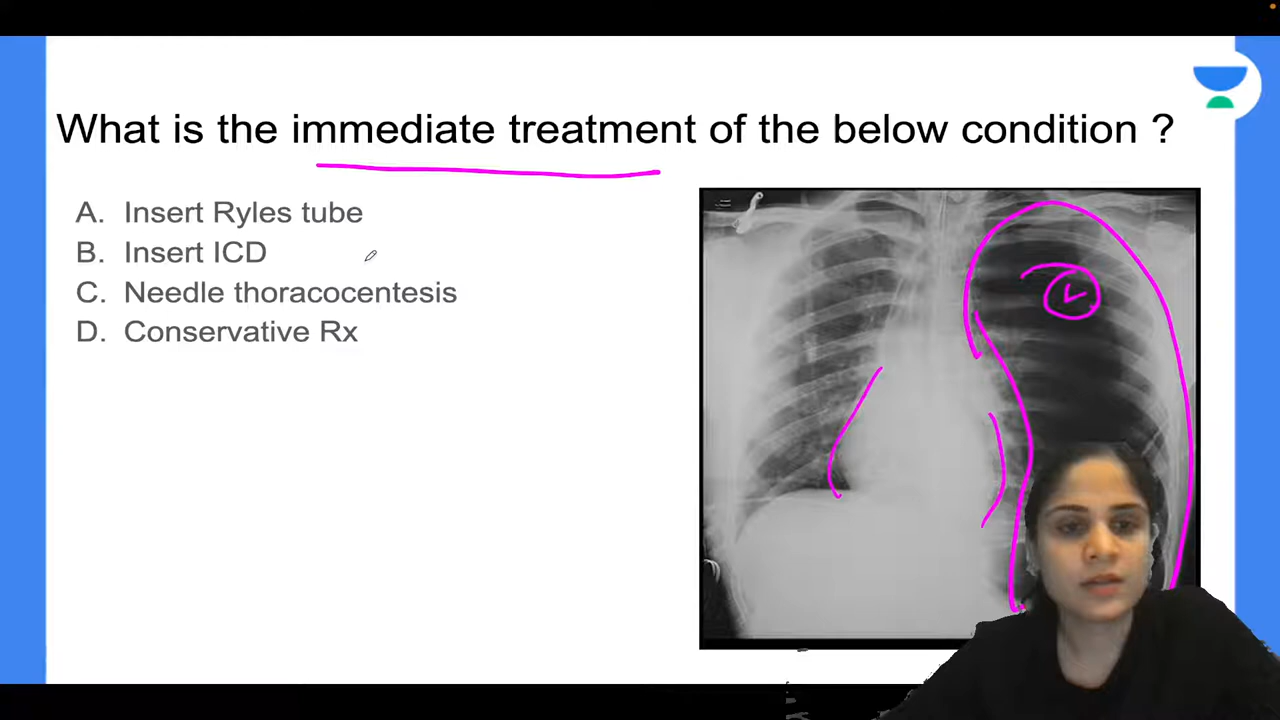 What is the immediate treatment of the below condition ?
A. Insert Ryles tube
B. Insert ICD
C. Needle thoracocentesis
D. Conservative Rx